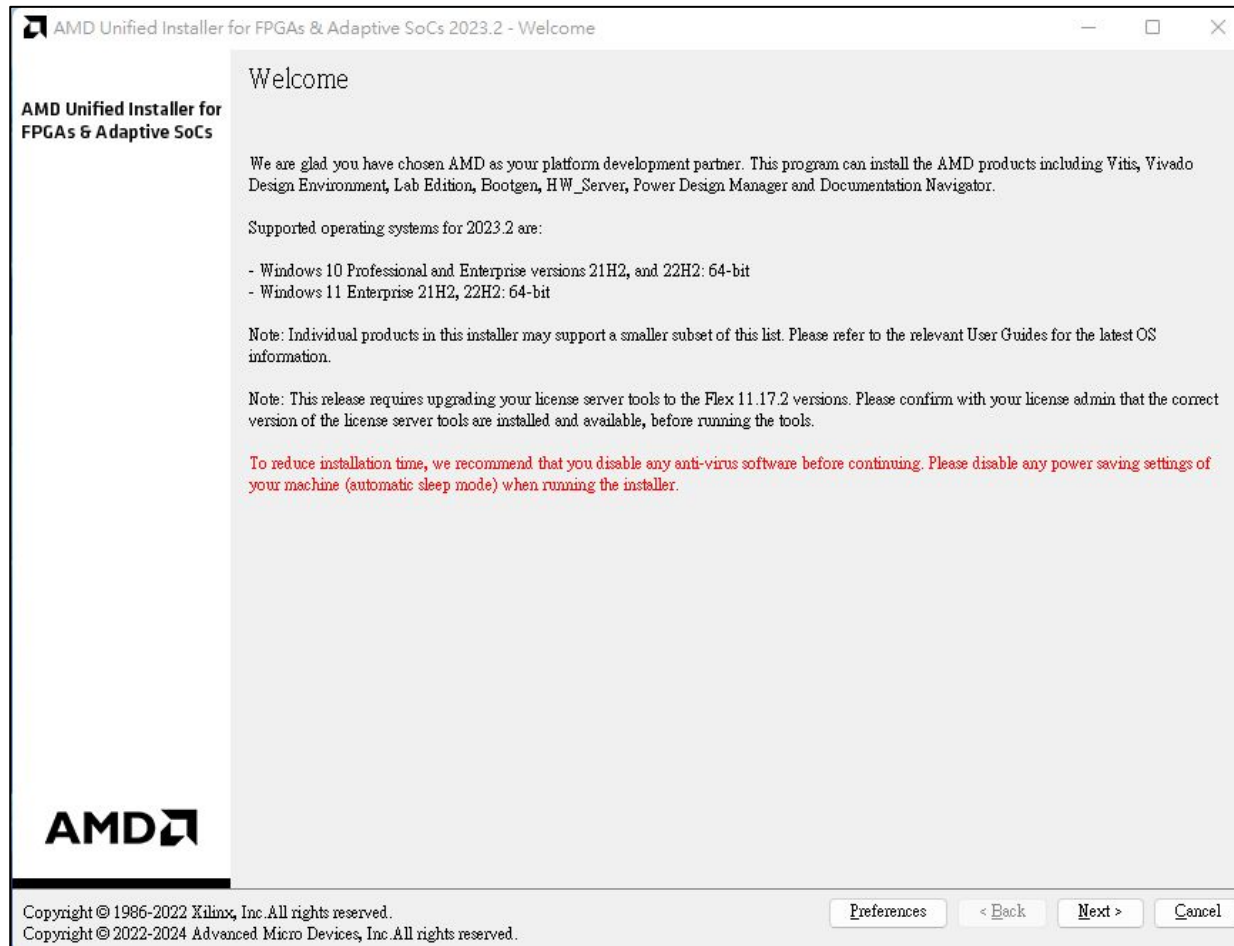 AMD Unified Installer for FPGAs & Adaptive SoCs 2023.2 - Welcome
AMD Unified Installer for
FPGAs & Adaptive SoCs
Welcome
We are glad you have chosen AMD as your platform development partner. This program can install the AMD products including Vitis, Vivado
Design Environment, Lab Edition, Bootgen, HW_Server, Power Design Manager and Documentation Navigator.
Supported operating systems for 2023.2 are:
- Windows 10 Professional and Enterprise versions 21H2, and 22H2: 64-bit
- Windows 11 Enterprise 21H2, 22H2: 64-bit
Note: Individual products in this installer may support a smaller subset of this list. Please refer to the relevant User Guides for the latest OS
information.
Note: This release requires upgrading your license server tools to the Flex 11.17.2 versions. Please confirm with your license admin that the correct
version of the license server tools are installed and available, before running the tools.
To reduce installation time, we recommend that you disable any anti-virus software before continuing. Please disable any power saving settings of
your machine (automatic sleep mode) when running the installer.
AMD
Copyright © 1986-2022 Xilinx, Inc.All rights reserved.
Copyright © 2022-2024 Advanced Micro Devices, Inc.All rights reserved.
Preferences
< Back
Next >
Cancel